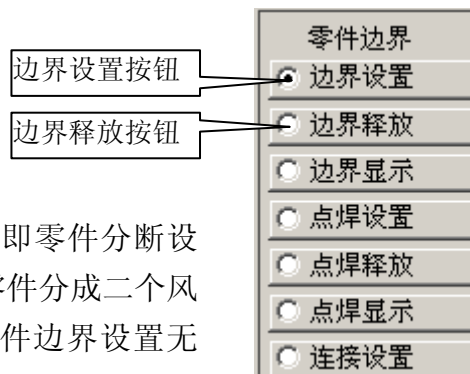 边界设置按钮
边界释放按钮
即零件分断设
件分成二个风
件边界设置无
零件边界
边界设置
边界释放
边界显示
点焊设置
点焊释放
点焊显示
连接设置